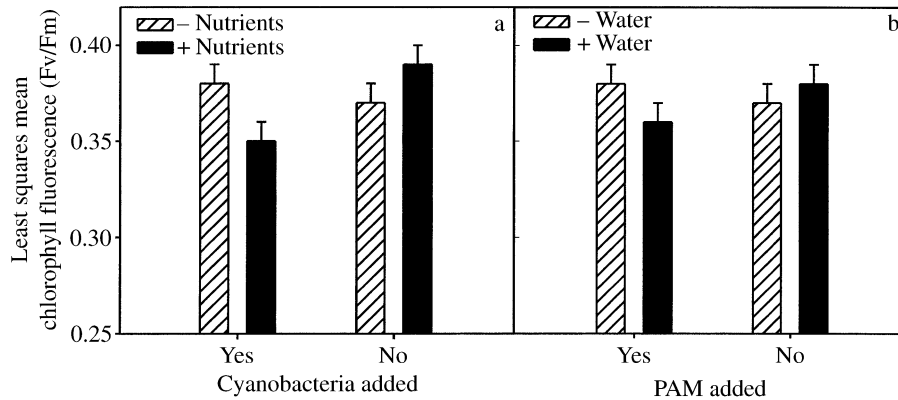 – Nutrients
+ Nutrients
a
– Water
+ Water
b
Least squares mean
chlorophyll fluorescence (Fv/Fm)
0.40
0.35
0.30
0.25
Yes
No
Cyanobacteria added
Yes
No
PAM added